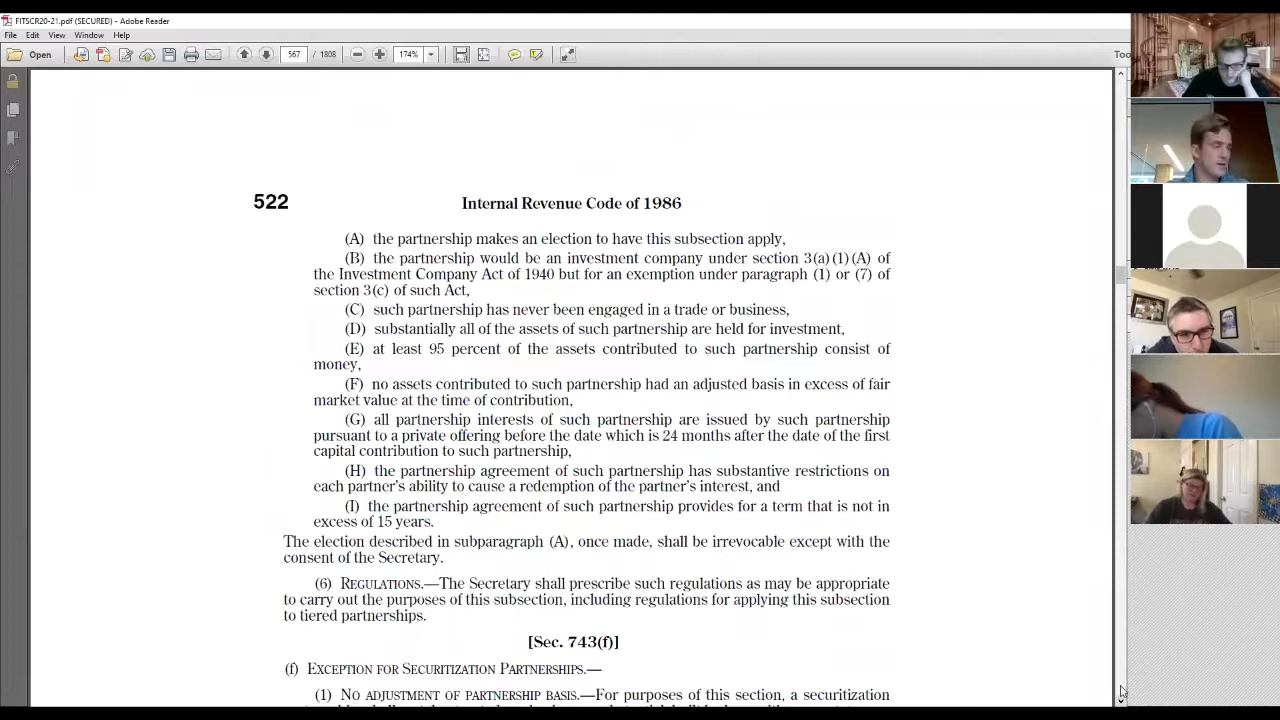 FITSCR20-21.pdf (SECURED) - Adobe Reader
File Edit View Window Help
Open 567 / 1808 174%
522 Internal Revenue Code of 1986
(A) the partnership makes an election to have this subsection apply,
(B) the partnership would be an investment company under section 3(a)(1)(A) of
the Investment Company Act of 1940 but for an exemption under paragraph (1) or (7) of
section 3(c) of such Act,
(C) such partnership has never been engaged in a trade or business,
(D) substantially all of the assets of such partnership are held for investment,
(E) at least 95 percent of the assets contributed to such partnership consist of
money,
(F) no assets contributed to such partnership had an adjusted basis in excess of fair
market value at the time of contribution,
(G) all partnership interests of such partnership are issued by such partnership
pursuant to a private offering before the date which is 24 months after the date of the first
capital contribution to such partnership,
(H) the partnership agreement of such partnership has substantive restrictions on
each partner's ability to cause a redemption of the partner's interest, and
(I) the partnership agreement of such partnership provides for a term that is not in
excess of 15 years.
The election described in subparagraph (A), once made, shall be irrevocable except with the
consent of the Secretary.
(6) REGULATIONS.—The Secretary shall prescribe such regulations as may be appropriate
to carry out the purposes of this subsection, including regulations for applying this subsection
to tiered partnerships.
[Sec. 743(f)]
(f) EXCEPTION FOR SECURITIZATION PARTNERSHIPS.—
(1) NO ADJUSTMENT OF PARTNERSHIP BASIS.—For purposes of this section, a securitization